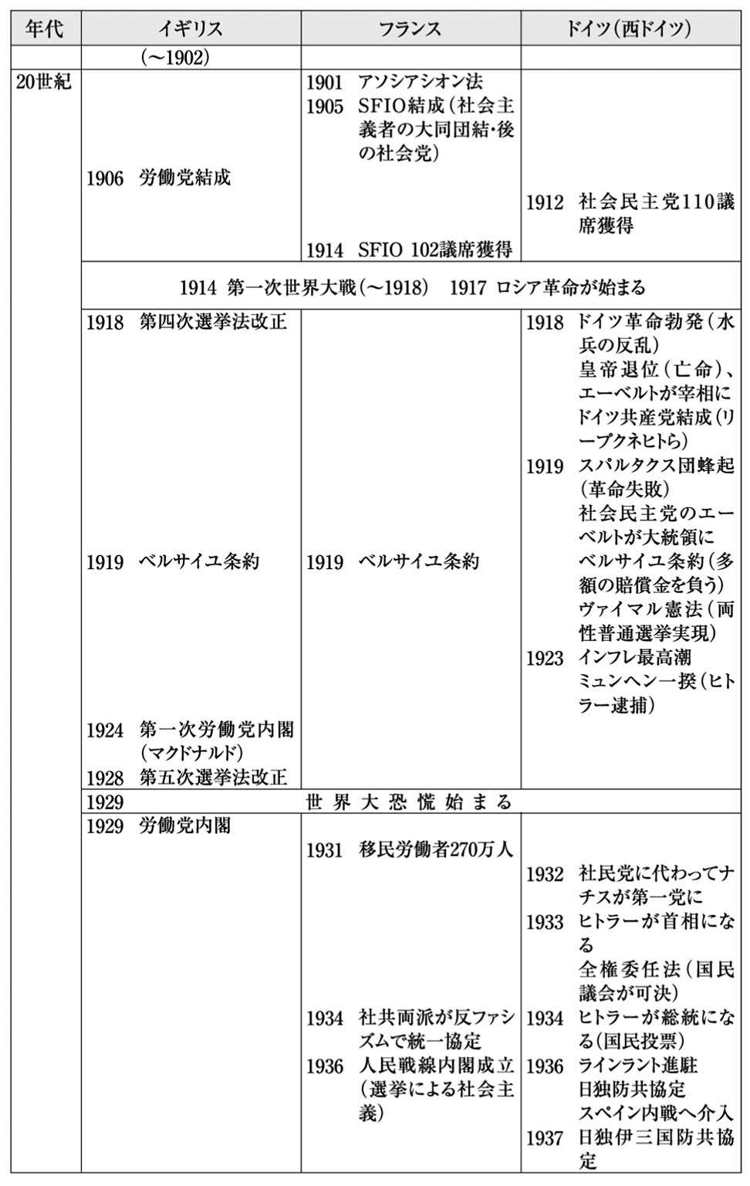 年代 イギリス フランス ドイツ(西ドイツ)
(〜1902)
20世紀
1901 アソシアシオン法
1905 SFIO結成(社会主
義者の大同団結・後
の社会党)
1906 労働党結成
1912 社会民主党110議
席獲得
1914 SFIO 102議席獲得
1914 第一次世界大戦(〜1918) 1917 ロシア革命が始まる
1918 第四次選挙法改正
1918 ドイツ革命勃発(水
兵の反乱)
皇帝退位(亡命)、
エーベルトが宰相に
ドイツ共産党結成(リ
ープクネヒトら)
1919 スパルタクス団蜂起
(革命失敗)
社会民主党のエー
ベルトが大統領に
1919 ベルサイユ条約
1919 ベルサイユ条約
ベルサイユ条約(多
額の賠償金を負う)
ヴァイマル憲法(両
性普通選挙実現)
1923 インフレ最高潮
ミュンヘン一揆(ヒト
ラー逮捕)
1924 第一次労働党内閣
(マクドナルド)
1928 第五次選挙法改正
1929 世界大恐慌始まる
1929 労働党内閣
1931 移民労働者270万人
1932 社民党に代わってナ
チスが第一党に
1933 ヒトラーが首相にな
る
全権委任法(国民
議会が可決)
1934 社共両派が反ファシ
ズムで統一協定
1934 ヒトラーが総統にな
る(国民投票)
1936 人民戦線内閣成立
(選挙による社会主
義)
1936 ラインラント進駐
日独防共協定
スペイン内戦へ介入
1937 日独伊三国防共協
定